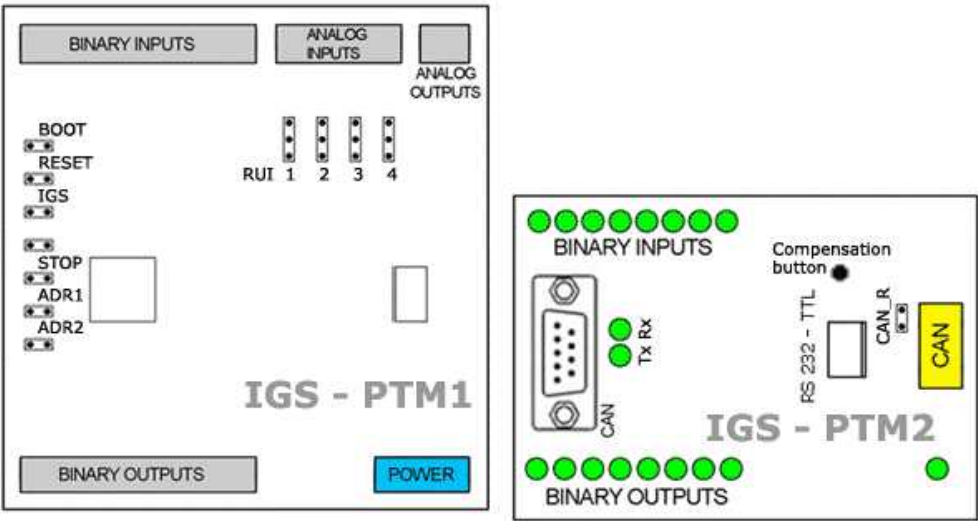 BINARY INPUTS
ANALOG
INPUTS
ANALOG
OUTPUTS
BOOT
RESET
IGS
STOP
ADR1
ADR2
RUI 1 2 3 4
IGS - PTM1
BINARY OUTPUTS
POWER
BINARY INPUTS
Compensation
button
Tx Rx
RS 232 - TTL
CAN_R
CAN
CAN
IGS - PTM2
BINARY OUTPUTS